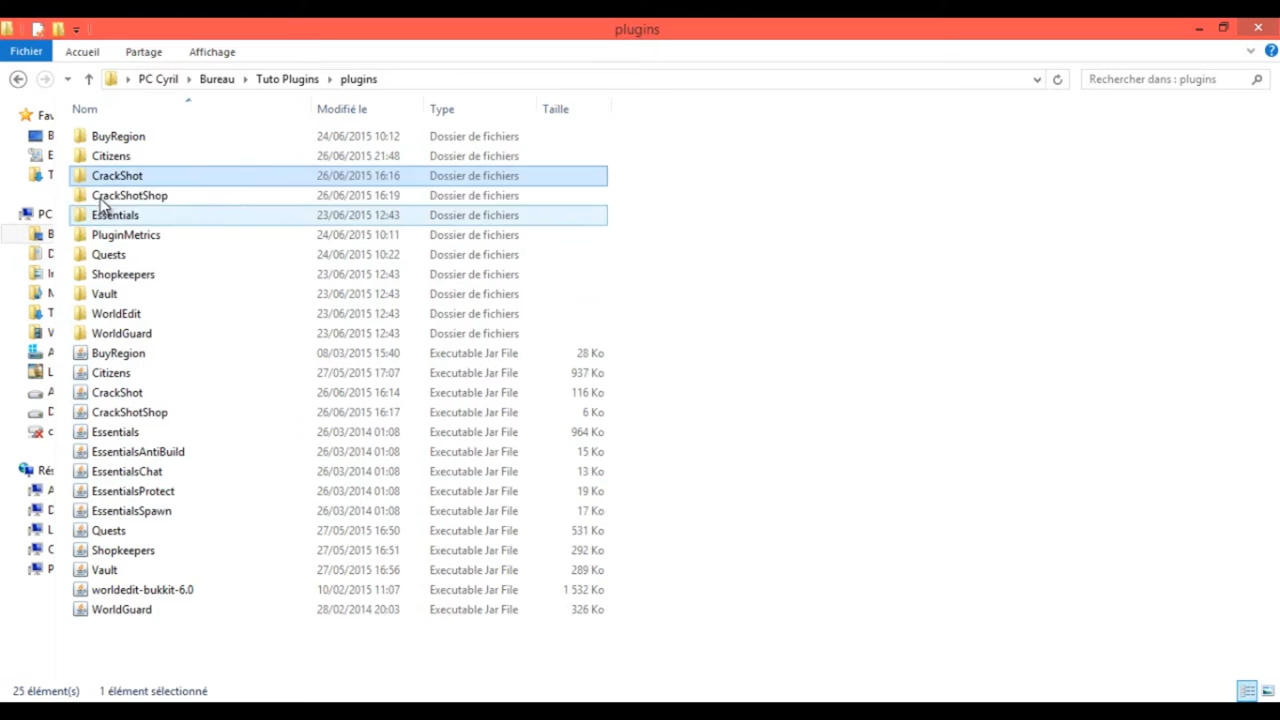 plugins
Fichier Accueil Partage Affichage
PC Cyril Bureau Tuto Plugins plugins Rechercher dans : plugins
Nom Modifié le Type Taille
Fav
BuyRegion 24/06/2015 10:12 Dossier de fichiers
Citizens 26/06/2015 21:48 Dossier de fichiers
CrackShot 26/06/2015 16:16 Dossier de fichiers
CrackShotShop 26/06/2015 16:19 Dossier de fichiers
PC Essentials 23/06/2015 12:43 Dossier de fichiers
PluginMetrics 24/06/2015 10:11 Dossier de fichiers
Quests 24/06/2015 10:22 Dossier de fichiers
Shopkeepers 23/06/2015 12:43 Dossier de fichiers
Vault 23/06/2015 12:43 Dossier de fichiers
WorldEdit 23/06/2015 12:43 Dossier de fichiers
WorldGuard 23/06/2015 12:43 Dossier de fichiers
BuyRegion 08/03/2015 15:40 Executable Jar File 28 Ko
Citizens 27/05/2015 17:07 Executable Jar File 937 Ko
CrackShot 26/06/2015 16:14 Executable Jar File 116 Ko
CrackShotShop 26/06/2015 16:17 Executable Jar File 6 Ko
Essentials 26/03/2014 01:08 Executable Jar File 964 Ko
EssentialsAntiBuild 26/03/2014 01:08 Executable Jar File 15 Ko
Rés EssentialsChat 26/03/2014 01:08 Executable Jar File 13 Ko
EssentialsProtect 26/03/2014 01:08 Executable Jar File 19 Ko
EssentialsSpawn 26/03/2014 01:08 Executable Jar File 17 Ko
Quests 27/05/2015 16:50 Executable Jar File 531 Ko
Shopkeepers 27/05/2015 16:51 Executable Jar File 292 Ko
Vault 27/05/2015 16:56 Executable Jar File 289 Ko
worldedit-bukkit-6.0 10/02/2015 11:07 Executable Jar File 1 532 Ko
WorldGuard 28/02/2014 20:03 Executable Jar File 326 Ko
25 élément(s) 1 élément sélectionné